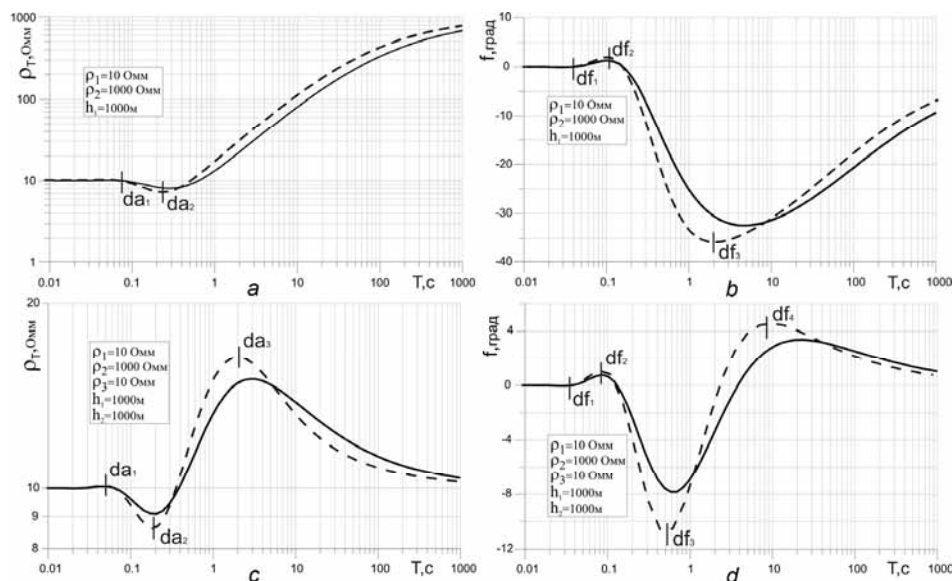 1000
100
10
1
ρT,Омм
ρ1=10 Омм
ρ2=1000 Омм
h1=1000м
da1
da2
0.01 0.1 1 10 100 1000
T,c
a
10
0
-10
-20
-30
-40
f,град
df1
df2
df3
ρ1=10 Омм
ρ2=1000 Омм
h1=1000м
0.01 0.1 1 10 100 1000
T,c
b
20
10
9
8
ρT,Омм
ρ1=10 Омм
ρ2=1000 Омм
ρ3=10 Омм
h1=1000м
h2=1000м
da1
da2
da3
0.01 0.1 1 10 100 1000
T,c
c
4
0
-4
-8
-12
f,град
df1
df2
df3
df4
ρ1=10 Омм
ρ2=1000 Омм
ρ3=10 Омм
h1=1000м
h2=1000м
0.01 0.1 1 10 100 1000
T,c
d